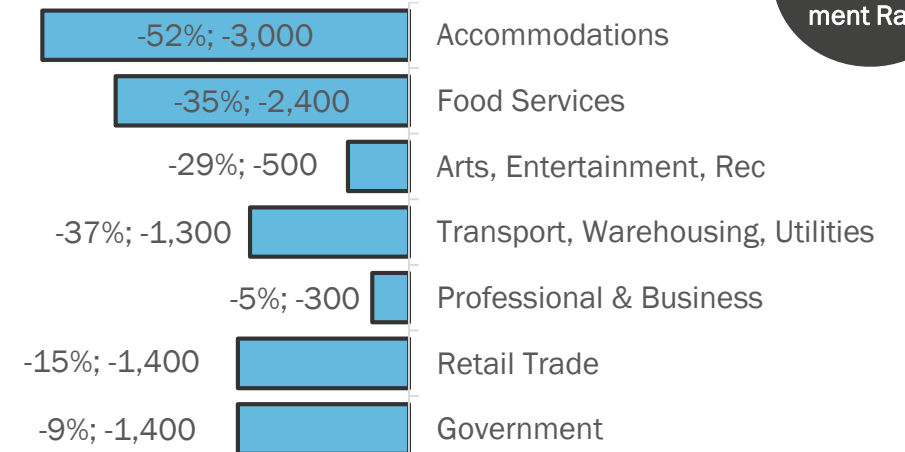 ment Ra
-52%; -3,000 Accommodations
-35%; -2,400 Food Services
-29%; -500 Arts, Entertainment, Rec
-37%; -1,300 Transport, Warehousing, Utilities
-5%; -300 Professional & Business
-15%; -1,400 Retail Trade
-9%; -1,400 Government